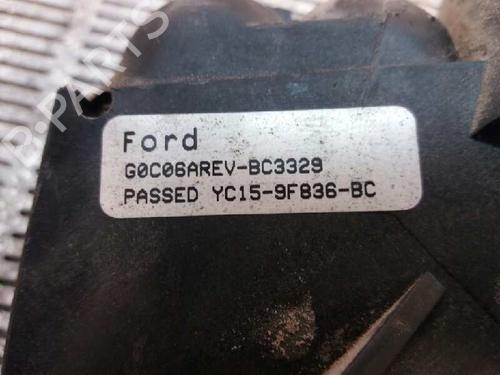 Ford
G0C06AREV-BC3329
PASSED YC15-9F836-BC